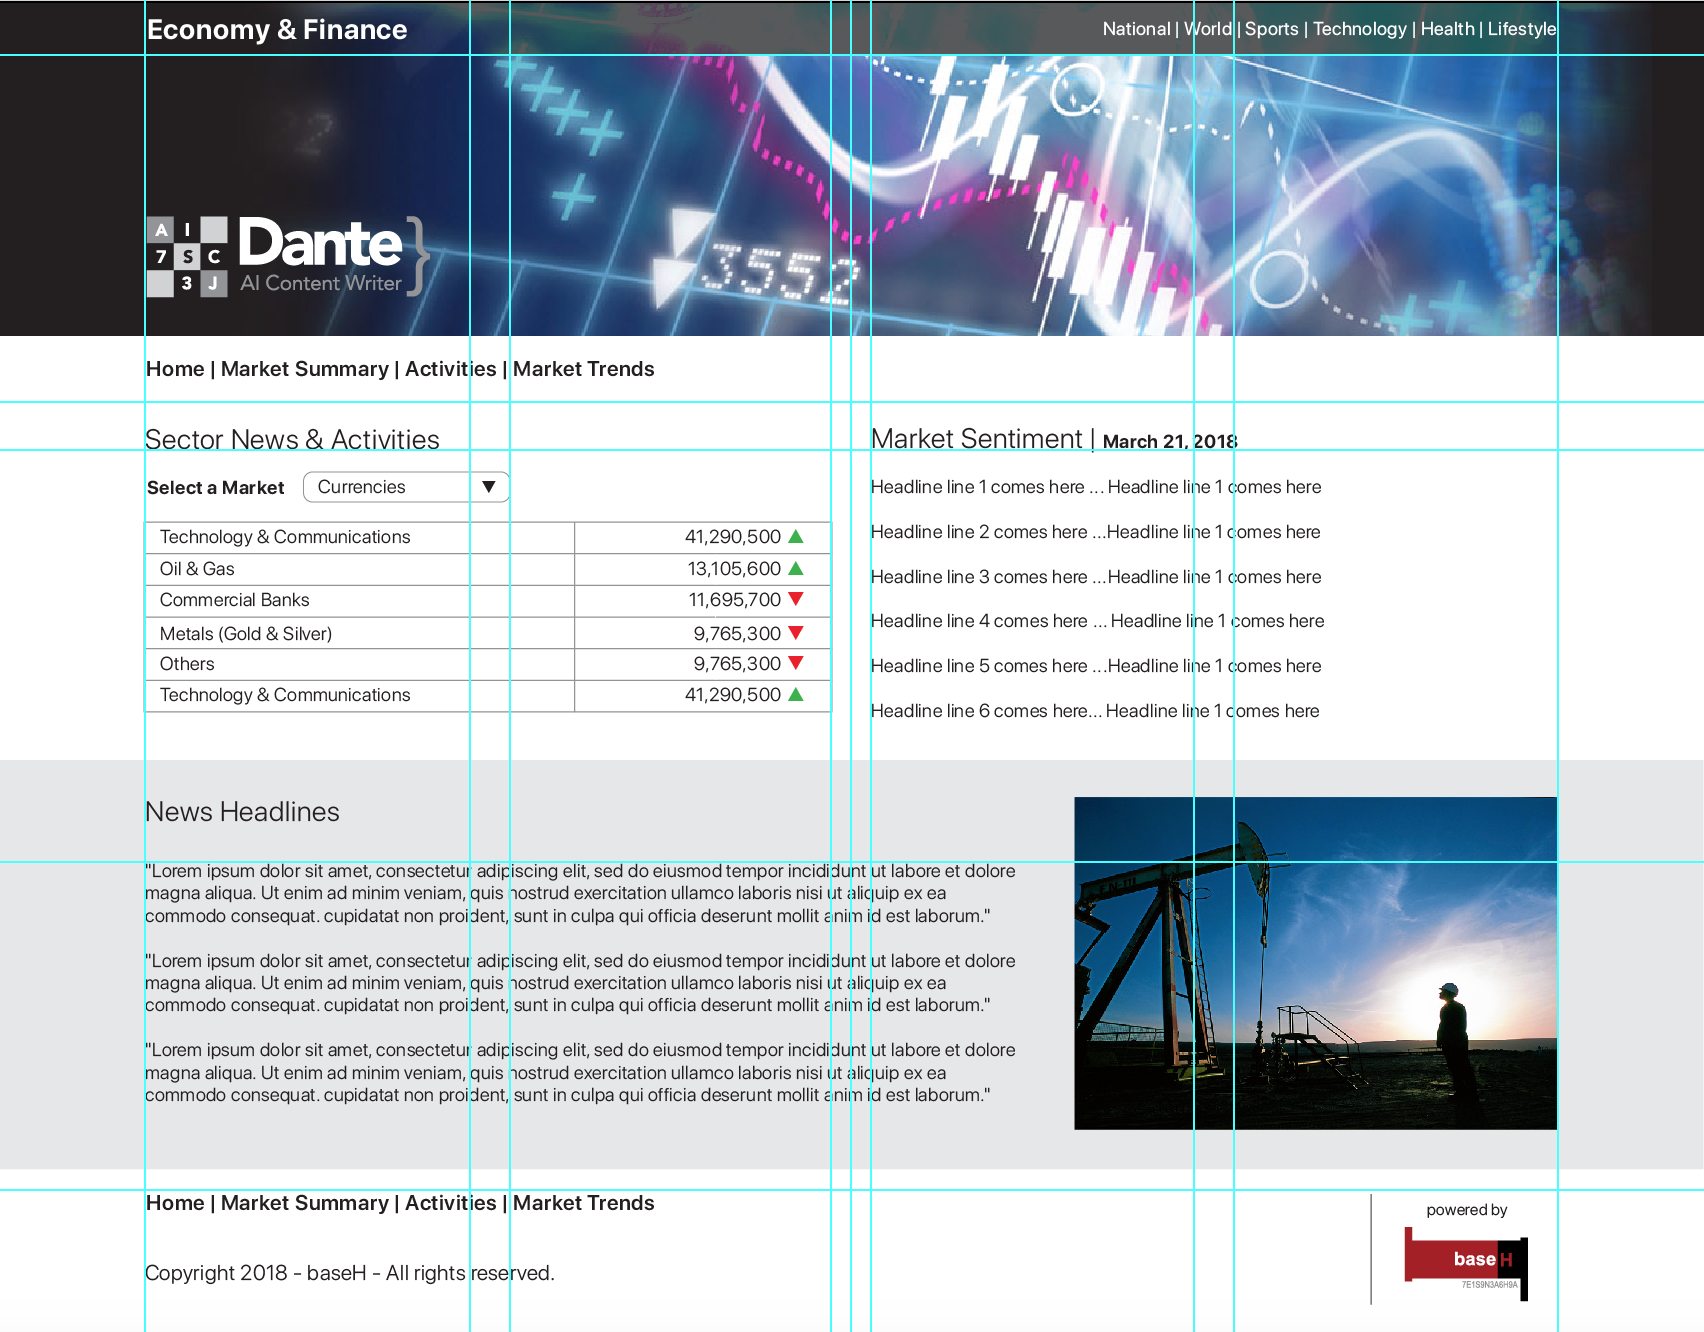 Economy & Finance
National | World | Sports | Technology | Health | Lifestyle
A I
7 S C
3 J
Dante}
AI Content Writer
3552
Home | Market Summary | Activities | Market Trends
Sector News & Activities
Select a Market Currencies
Technology & Communications 41,290,500
Oil & Gas 13,105,600
Commercial Banks 11,695,700
Metals (Gold & Silver) 9,765,300
Others 9,765,300
Technology & Communications 41,290,500
Market Sentiment | March 21, 2018
Headline line 1 comes here ... Headline line 1 comes here
Headline line 2 comes here ...Headline line 1 comes here
Headline line 3 comes here ...Headline line 1 comes here
Headline line 4 comes here ... Headline line 1 comes here
Headline line 5 comes here ...Headline line 1 comes here
Headline line 6 comes here... Headline line 1 comes here
News Headlines
"Lorem ipsum dolor sit amet, consectetur adipiscing elit, sed do eiusmod tempor incididunt ut labore et dolore
magna aliqua. Ut enim ad minim veniam, quis nostrud exercitation ullamco laboris nisi ut aliquip ex ea
commodo consequat. cupidatat non proident, sunt in culpa qui officia deserunt mollit anim id est laborum."
"Lorem ipsum dolor sit amet, consectetur adipiscing elit, sed do eiusmod tempor incididunt ut labore et dolore
magna aliqua. Ut enim ad minim veniam, quis nostrud exercitation ullamco laboris nisi ut aliquip ex ea
commodo consequat. cupidatat non proident, sunt in culpa qui officia deserunt mollit anim id est laborum."
"Lorem ipsum dolor sit amet, consectetur adipiscing elit, sed do eiusmod tempor incididunt ut labore et dolore
magna aliqua. Ut enim ad minim veniam, quis nostrud exercitation ullamco laboris nisi ut aliquip ex ea
commodo consequat. cupidatat non proident, sunt in culpa qui officia deserunt mollit anim id est laborum."
Home | Market Summary | Activities | Market Trends
Copyright 2018 - baseH - All rights reserved.
powered by
base H
7E1S9N3A6H9A